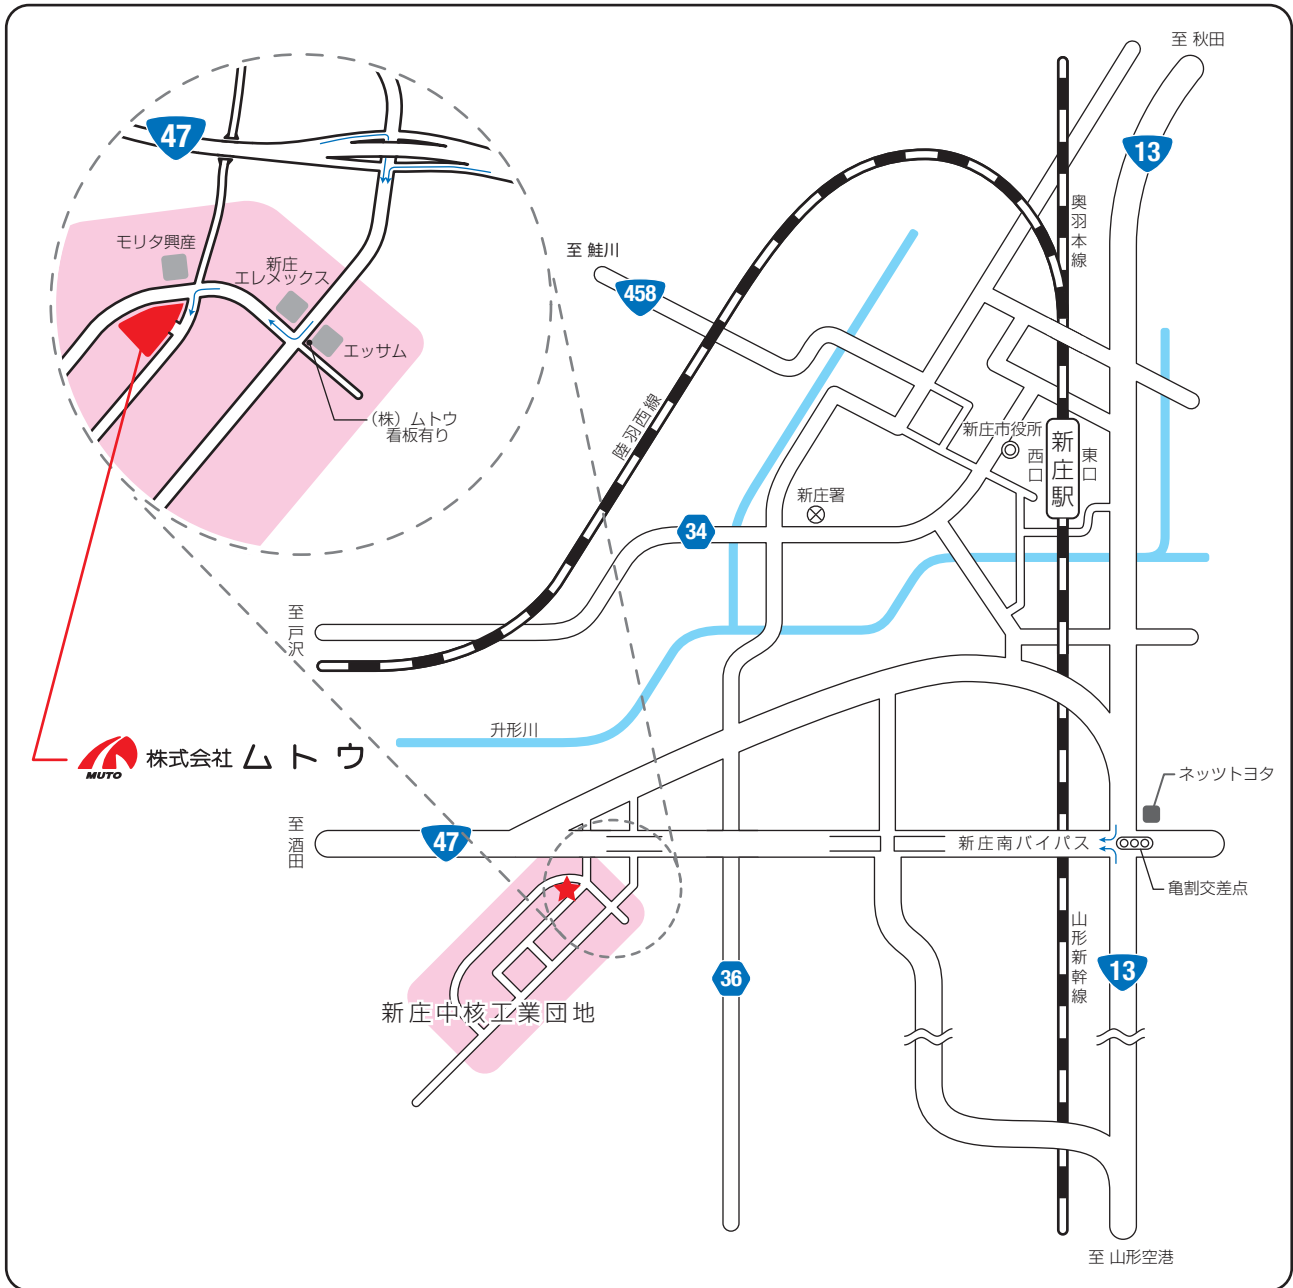 至 秋田
47
13
奥羽本線
モリタ興産
新庄
エレメックス
至 鮭川
458
エッサム
(株) ムトウ
看板有り
陸羽西線
新庄市役所
西口
新庄駅
東口
新庄署
34
至戸沢
升形川
MUTO
株式会社 ムトウ
ネッツトヨタ
至酒田
47
新庄南バイパス
亀割交差点
山形新幹線
36
13
新庄中核工業団地
至 山形空港